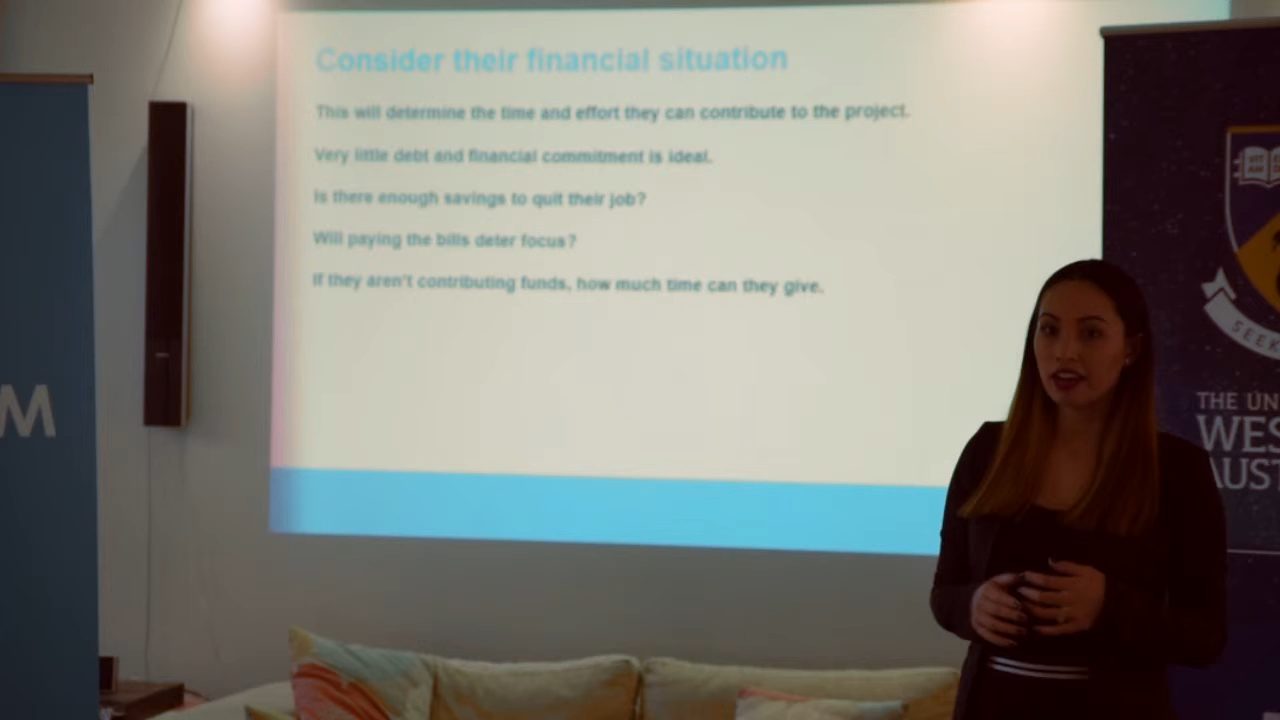 Consider their financial situation
This will determine the time and effort they can contribute to the project.
Very little debt and financial commitment is ideal.
Is there enough savings to quit their job?
Will paying the bills deter focus?
If they aren't contributing funds, how much time can they give.
M
SEEK
THE UN
WES
AUST